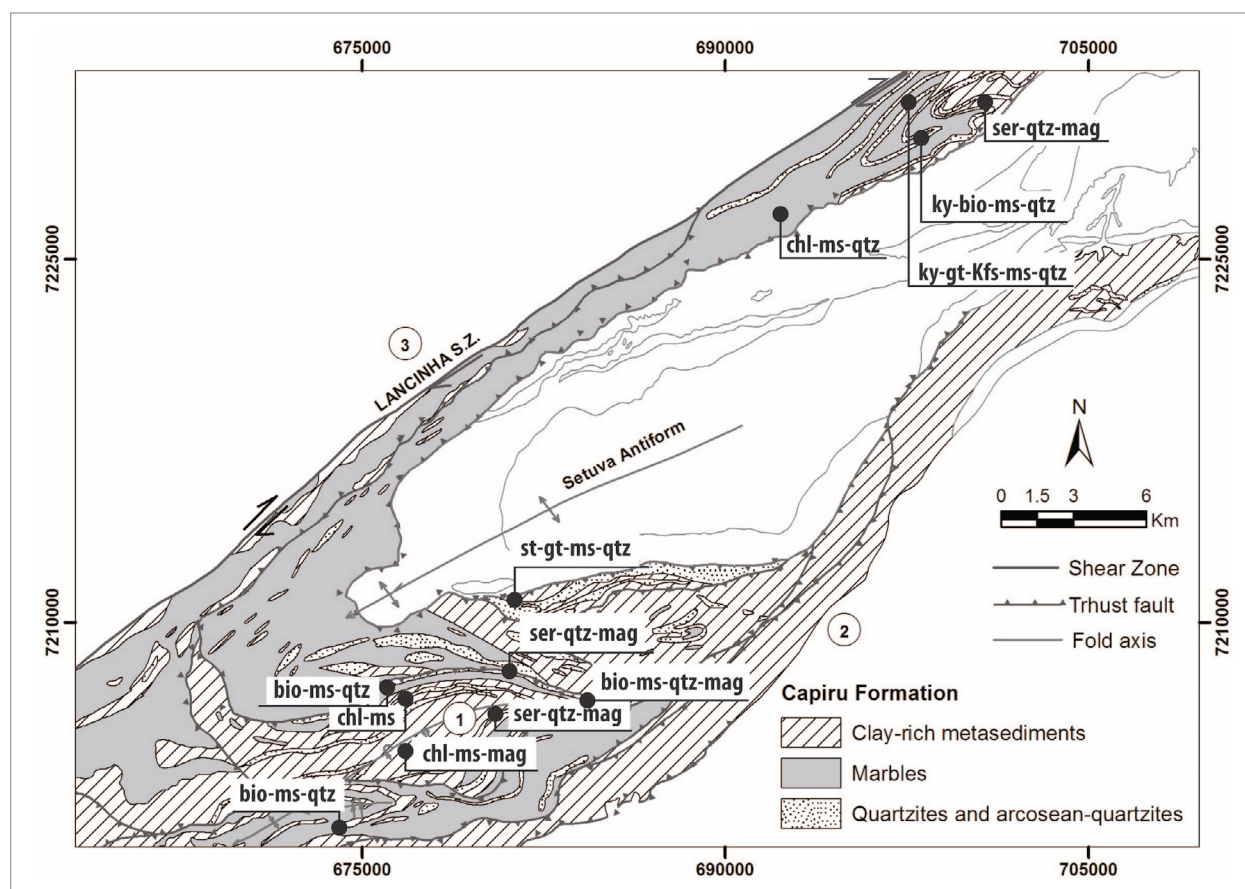 675000
690000
705000
ser-qtz-mag
ky-bio-ms-qtz
chl-ms-qtz
7225000
7225000
ky-gt-Kfs-ms-qtz
3
LANCINHA S.Z.
N
Setuva Antiform
0 1.5 3 6
Km
st-gt-ms-qtz
Shear Zone
Trhust fault
7210000
7210000
ser-qtz-mag
2
Fold axis
bio-ms-qtz
bio-ms-qtz-mag
Capiru Formation
chl-ms
1
ser-qtz-mag
Clay-rich metasediments
chl-ms-mag
Marbles
bio-ms-qtz
Quartzites and arcosean-quartzites
675000
690000
705000